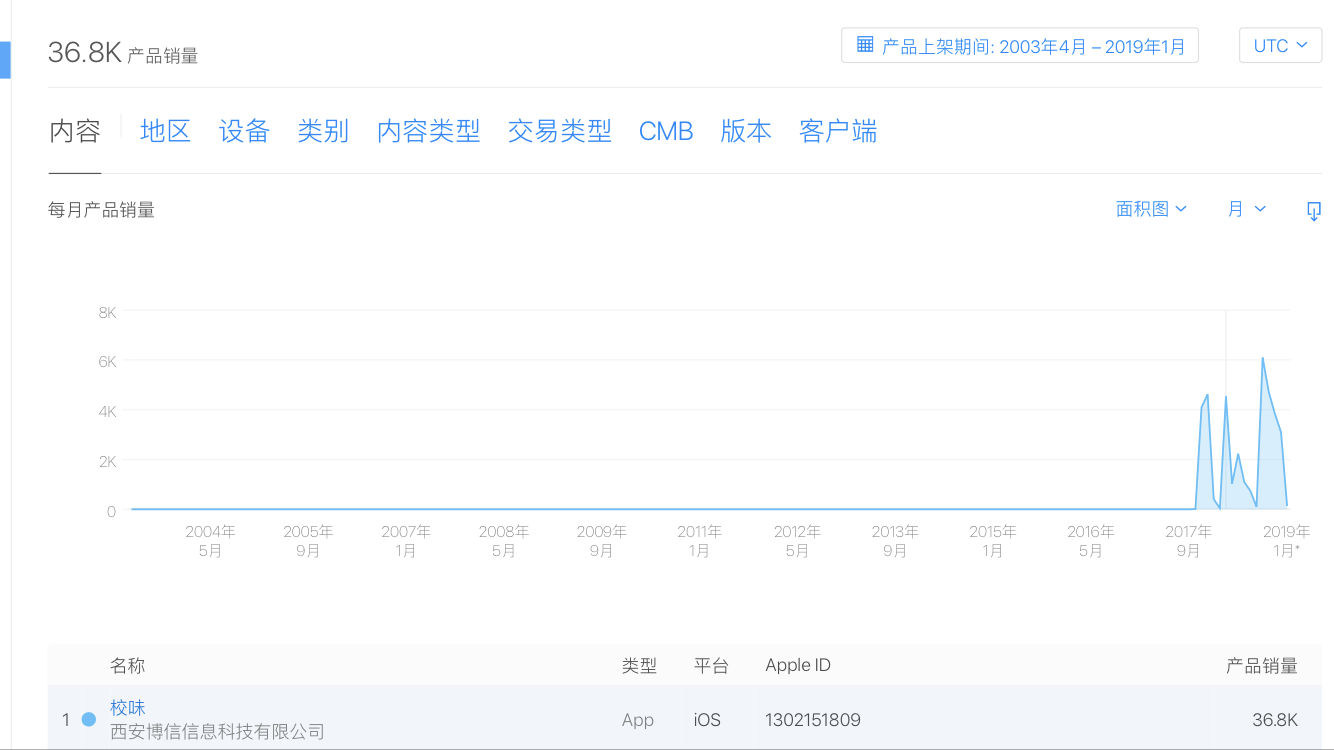 36.8K 产品销量
产品上架期间: 2003年4月 – 2019年1月
UTC
内容 地区 设备 类别 内容类型 交易类型 CMB 版本 客户端
每月产品销量
面积图 月
8K
6K
4K
2K
0
2004年 2005年 2007年 2008年 2009年 2011年 2012年 2013年 2015年 2016年 2017年 2019年
5月 9月 1月 5月 9月 1月 5月 9月 1月 5月 9月 1月*
名称 类型 平台 Apple ID 产品销量
1 校味 App iOS 1302151809 36.8K
西安博信信息科技有限公司